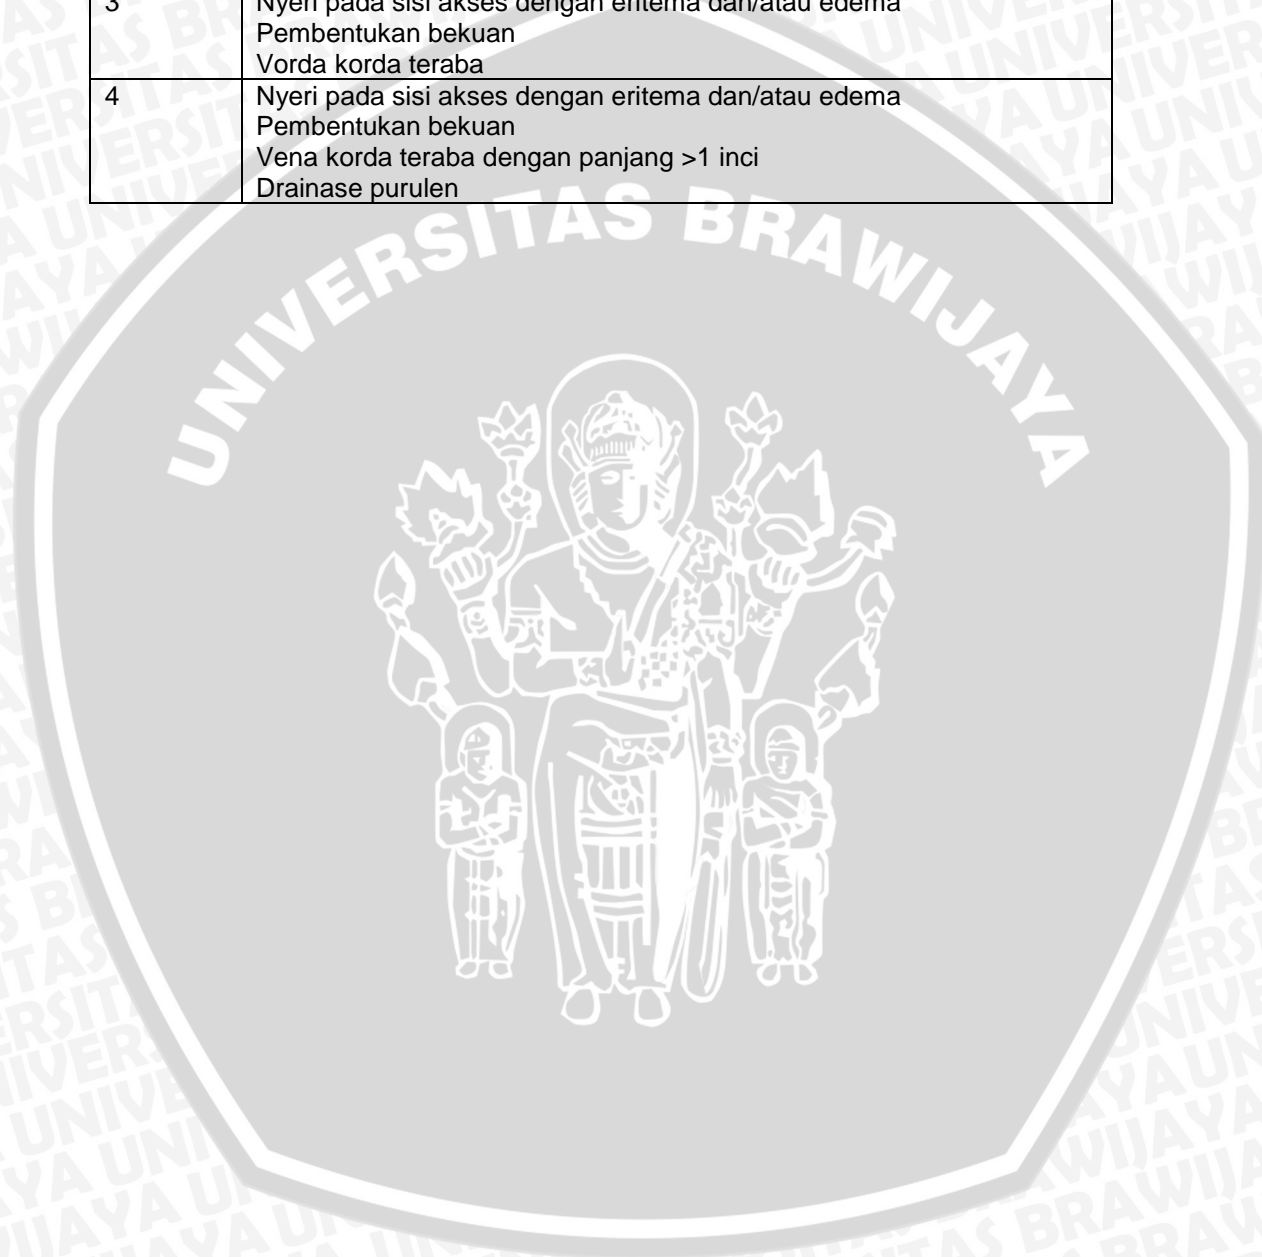 3 Nyeri pada sisi akses dengan eritema dan/atau edema
Pembentukan bekuan
Vorda korda teraba
4 Nyeri pada sisi akses dengan eritema dan/atau edema
Pembentukan bekuan
Vena korda teraba dengan panjang >1 inci
Drainase purulen
UNIVERSITAS BRAWIJAYA